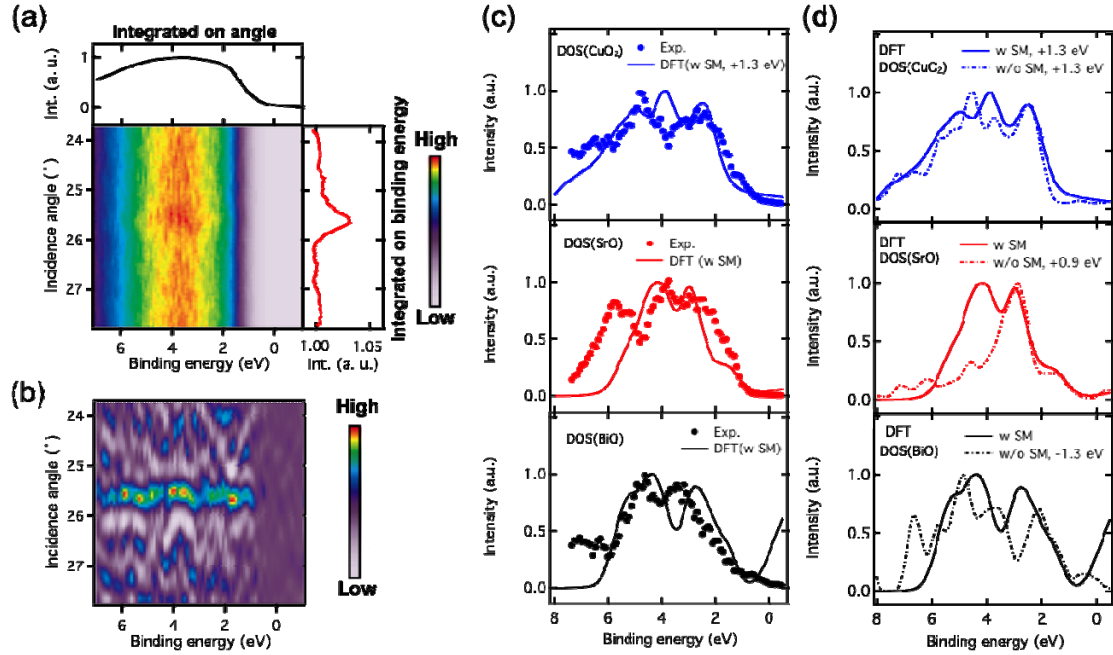 (a)
Integrated on angle
Int. (a. u.)
1
0
Incidence angle (°)
24
25
26
27
6
4
2
0
Binding energy (eV)
1.00
1.05
Int. (a. u.)
Integrated on binding energy
High
Low
(b)
Incidence angle (°)
24
25
26
27
6
4
2
0
Binding energy (eV)
High
Low
(c)
DOS(CuO₂)
Exp.
DFT(w SM, +1.3 eV)
Intensity (a.u.)
1.0
0.5
1.0
DOS(SrO)
Exp.
DFT (w SM)
Intensity (a.u.)
1.0
0.5
1.0
DOS(BiO)
Exp.
DFT(w SM)
Intensity (a.u.)
1.0
0.5
0.0
8
6
4
2
0
Binding energy (eV)
(d)
DFT
DOS(CuC₂)
w SM, +1.3 eV
w/o SM, +1.3 eV
Intensity (a.u.)
1.0
0.5
1.0
DFT
DOS(SrO)
w SM
w/o SM, +0.9 eV
Intensity (a.u.)
1.0
0.5
1.0
DFT
DOS(BiO)
w SM
w/o SM, -1.3 eV
Intensity (a.u.)
1.0
0.5
0.0
8
6
4
2
0
Binding energy (eV)